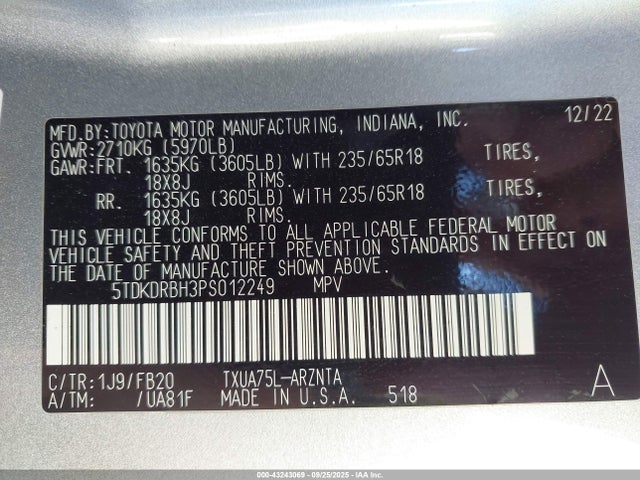 MFD.BY:TOYOTA MOTOR MANUFACTURING, INDIANA, INC. 12/22
GVWR:2710KG (5970LB)
GAWR:FRT. 1635KG (3605LB) WITH 235/65R18 TIRES,
18X8J RIMS.
RR. 1635KG (3605LB) WITH 235/65R18 TIRES,
18X8J RIMS.
THIS VEHICLE CONFORMS TO ALL APPLICABLE FEDERAL MOTOR
VEHICLE SAFETY AND THEFT PREVENTION STANDARDS IN EFFECT ON
THE DATE OF MANUFACTURE SHOWN ABOVE.
5TDKDRBH3PS012249 MPV
C/TR:1J9/FB20 TXUA75L-ARZNTA
A/TM: /UA81F MADE IN U.S.A. 518 A
000-43243069 - 09/25/2025 - IAA Inc.